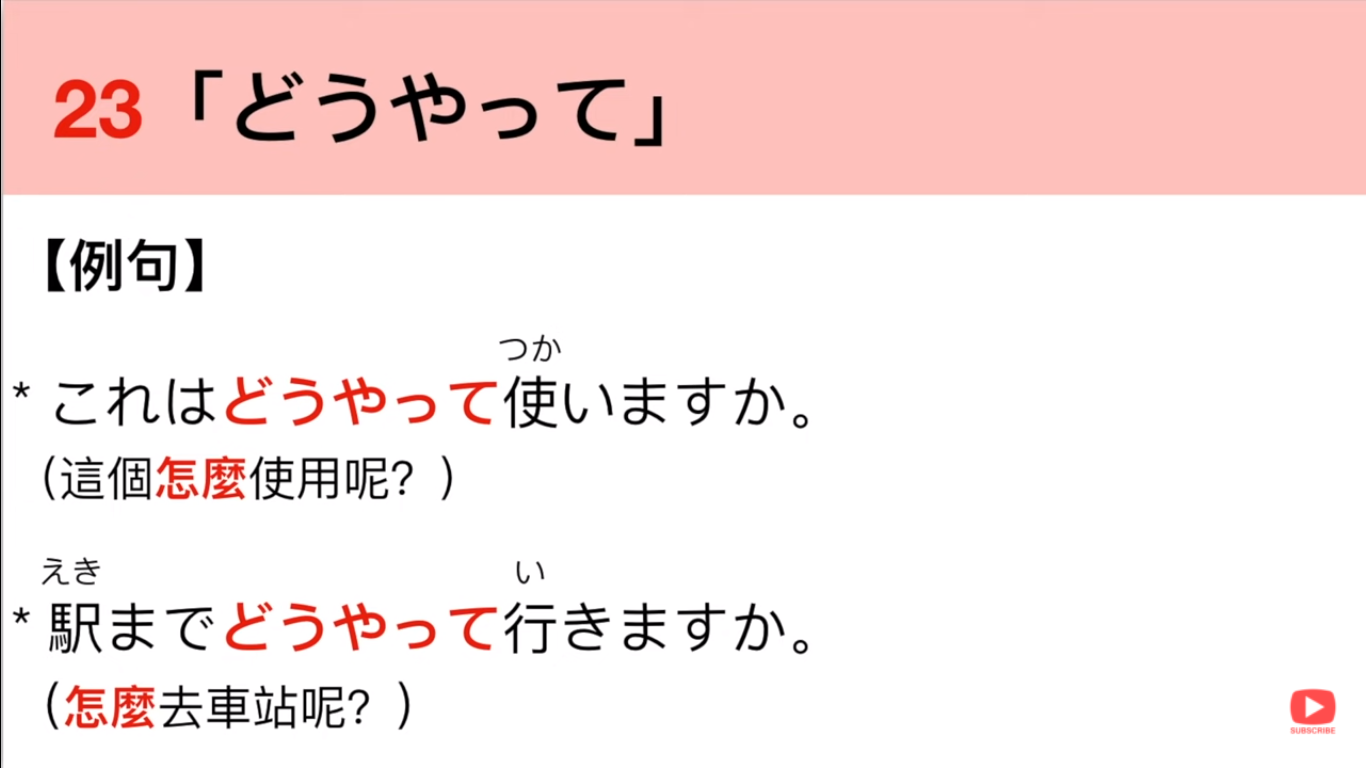 23「どうやって」
【例句】
つか
* これはどうやって使いますか。
（這個怎麼使用呢？）
えき い
* 駅までどうやって行きますか。
（怎麼去車站呢？）
SUBSCRIBE